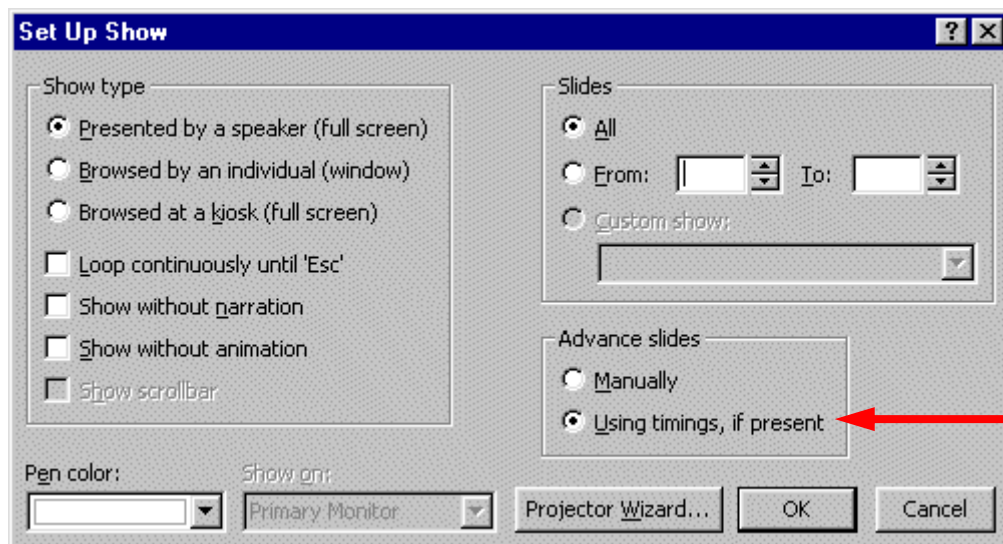 Set Up Show
Show type
Presented by a speaker (full screen)
Browsed by an individual (window)
Browsed at a kiosk (full screen)
Loop continuously until 'Esc'
Show without narration
Show without animation
Show scrollbar
Slides
All
From: To:
Custom show:
Advance slides
Manually
Using timings, if present
Pen color: Show on:
Primary Monitor
Projector Wizard... OK Cancel